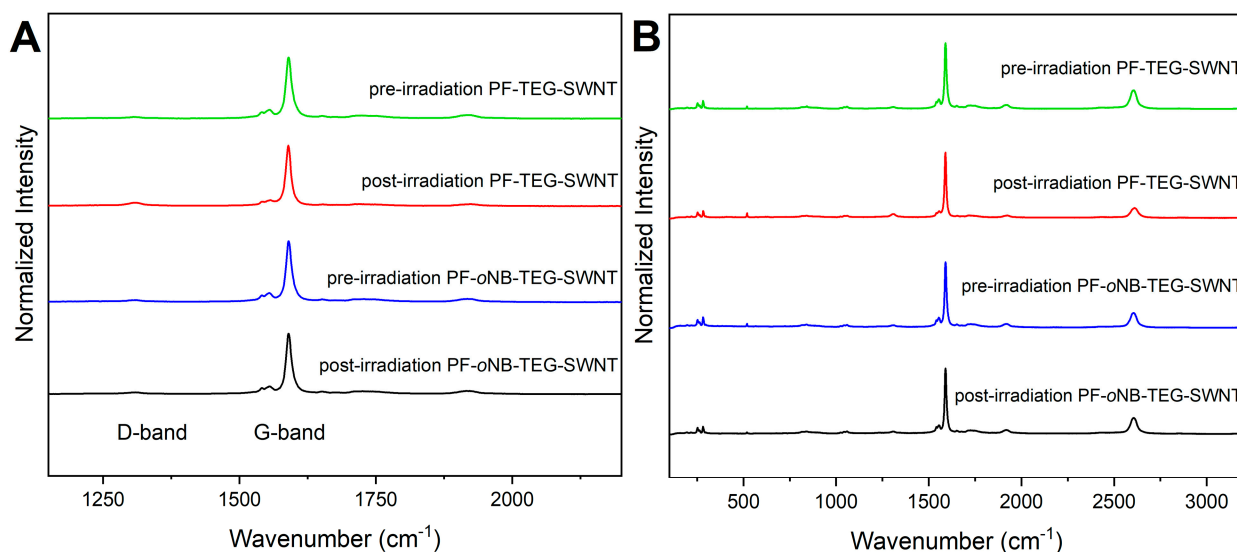 A
pre-irradiation PF-TEG-SWNT
post-irradiation PF-TEG-SWNT
pre-irradiation PF-oNB-TEG-SWNT
post-irradiation PF-oNB-TEG-SWNT
D-band
G-band
Normalized Intensity
1250
1500
1750
2000
Wavenumber (cm⁻¹)
B
pre-irradiation PF-TEG-SWNT
post-irradiation PF-TEG-SWNT
pre-irradiation PF-oNB-TEG-SWNT
post-irradiation PF-oNB-TEG-SWNT
Normalized Intensity
500
1000
1500
2000
2500
3000
Wavenumber (cm⁻¹)